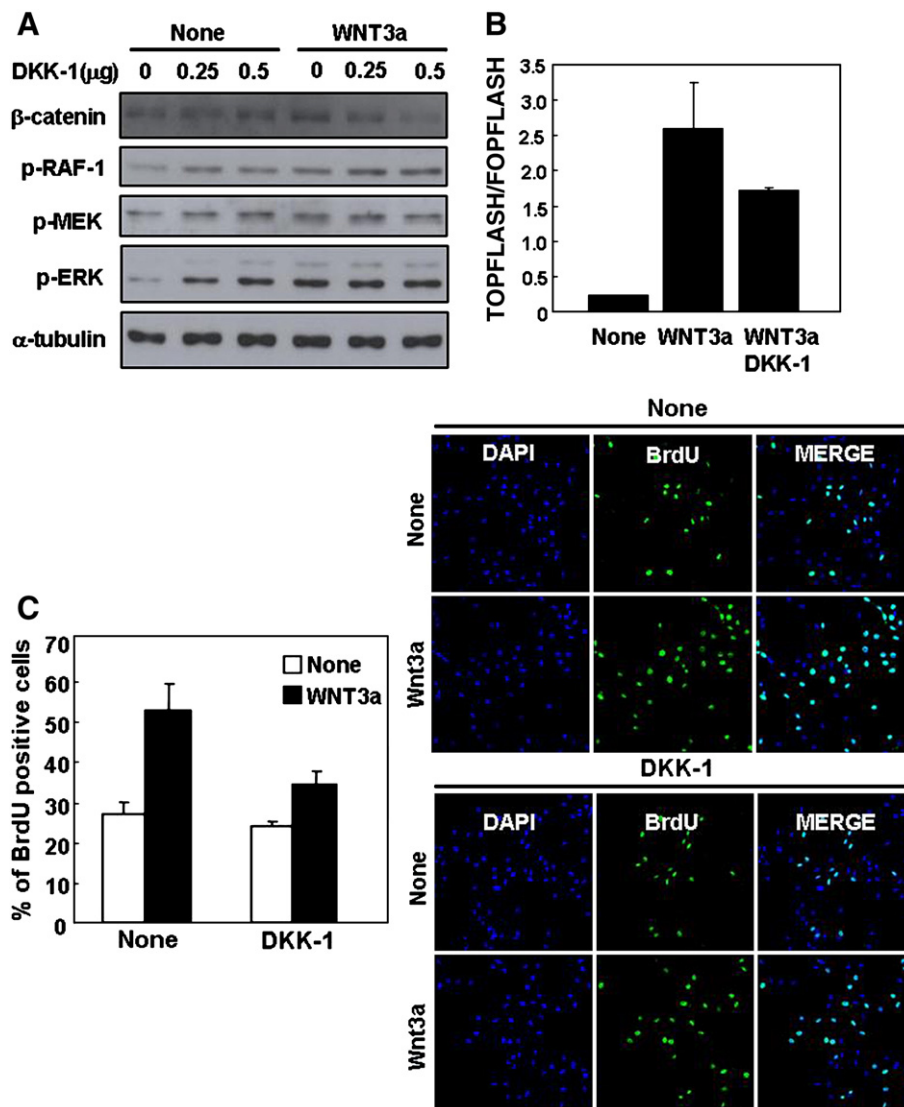 A
None WNT3a
DKK-1(μg) 0 0.25 0.5 0 0.25 0.5
β-catenin
p-RAF-1
p-MEK
p-ERK
α-tubulin
B
TOPFLASH/FOPFLASH
3.5
3.0
2.5
2.0
1.5
1.0
0.5
0
None WNT3a WNT3a
DKK-1
None
DAPI BrdU MERGE
None
Wnt3a
C
% of BrdU positive cells
70
60
50
40
30
20
10
0
None
WNT3a
None DKK-1
DKK-1
DAPI BrdU MERGE
None
Wnt3a